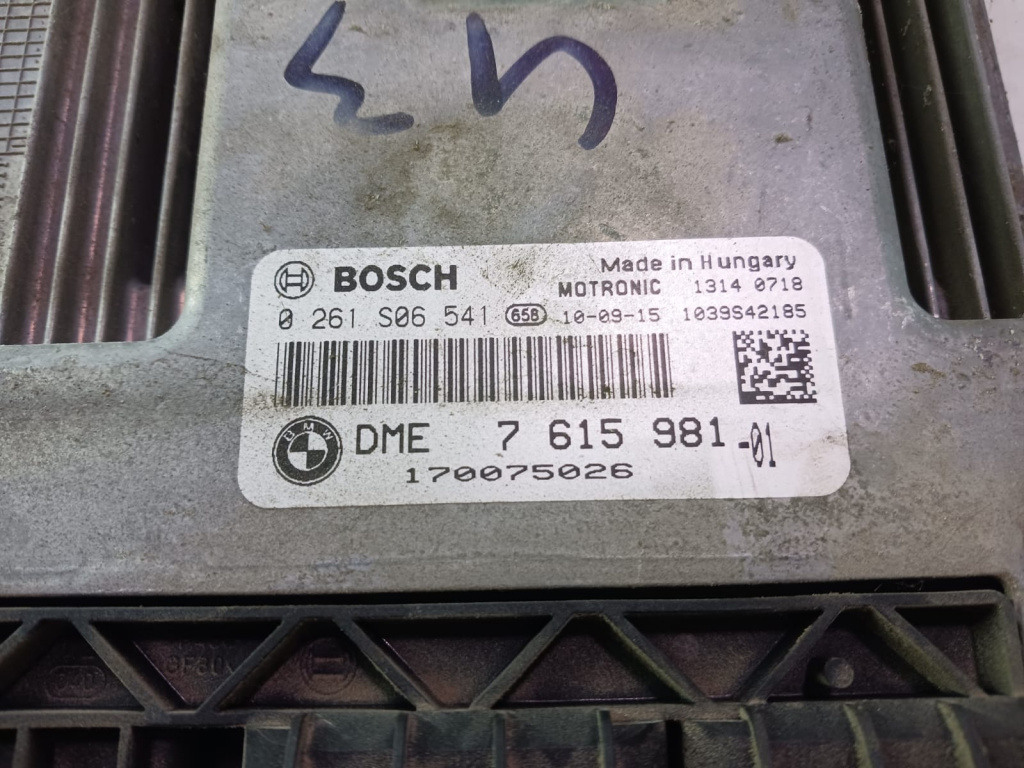 BOSCH
Made in Hungary
MOTRONIC 1314 0718
0 261 S06 541 658 10-09-15 1039S42185
BMW
DME 7 615 981-01
170075026